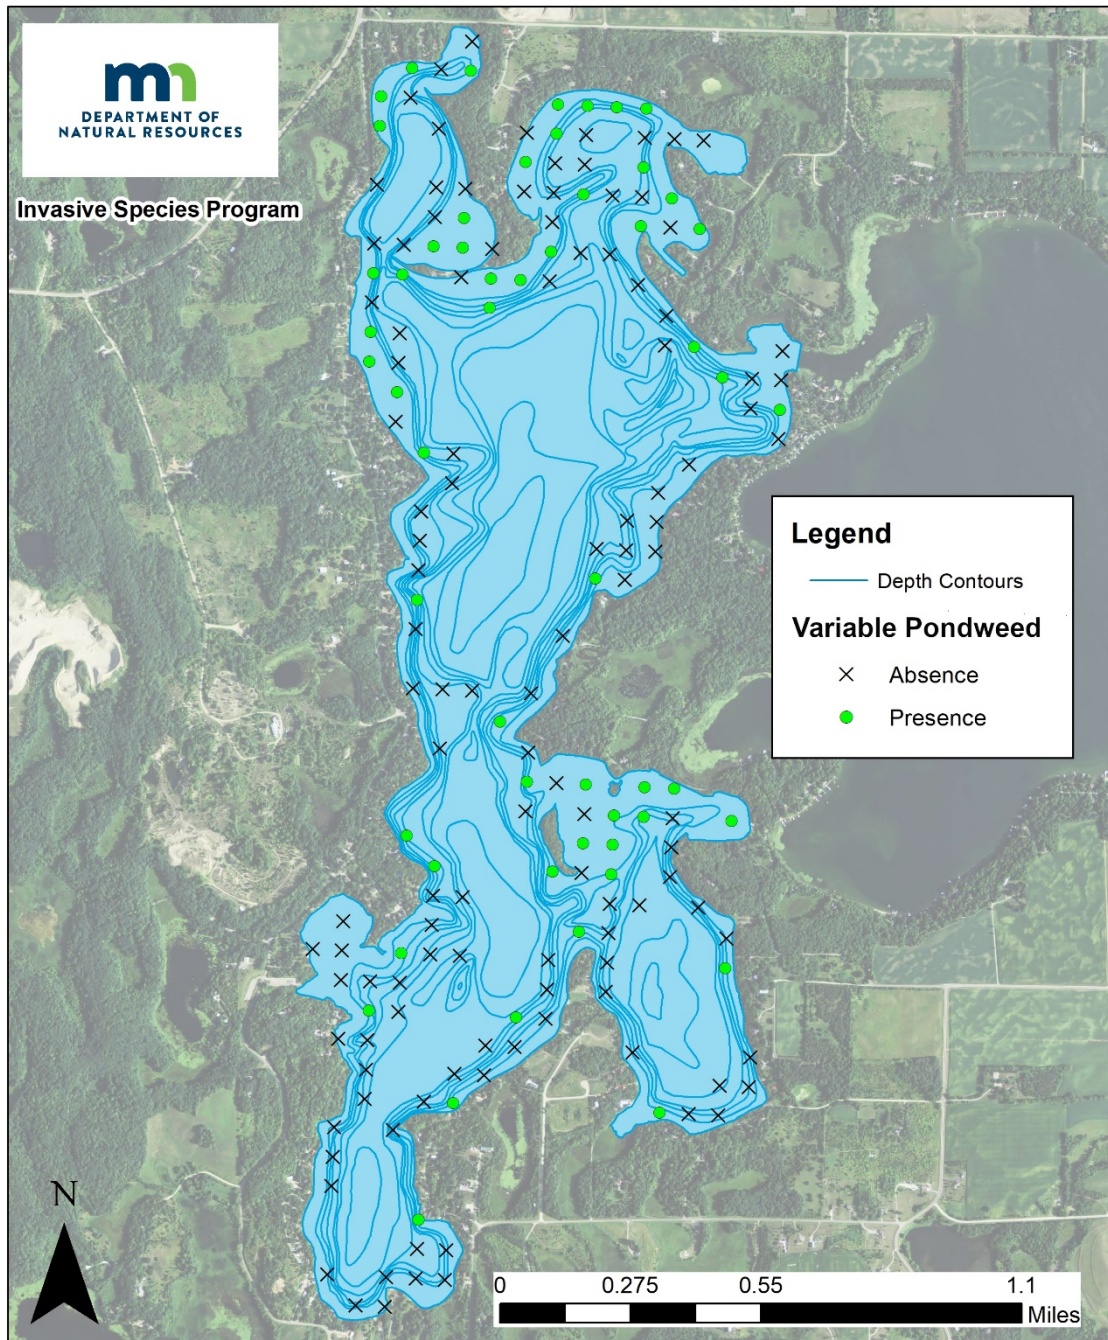 mn
DEPARTMENT OF
NATURAL RESOURCES
Invasive Species Program
Legend
Depth Contours
Variable Pondweed
Absence
Presence
N
0 0.275 0.55 1.1
Miles